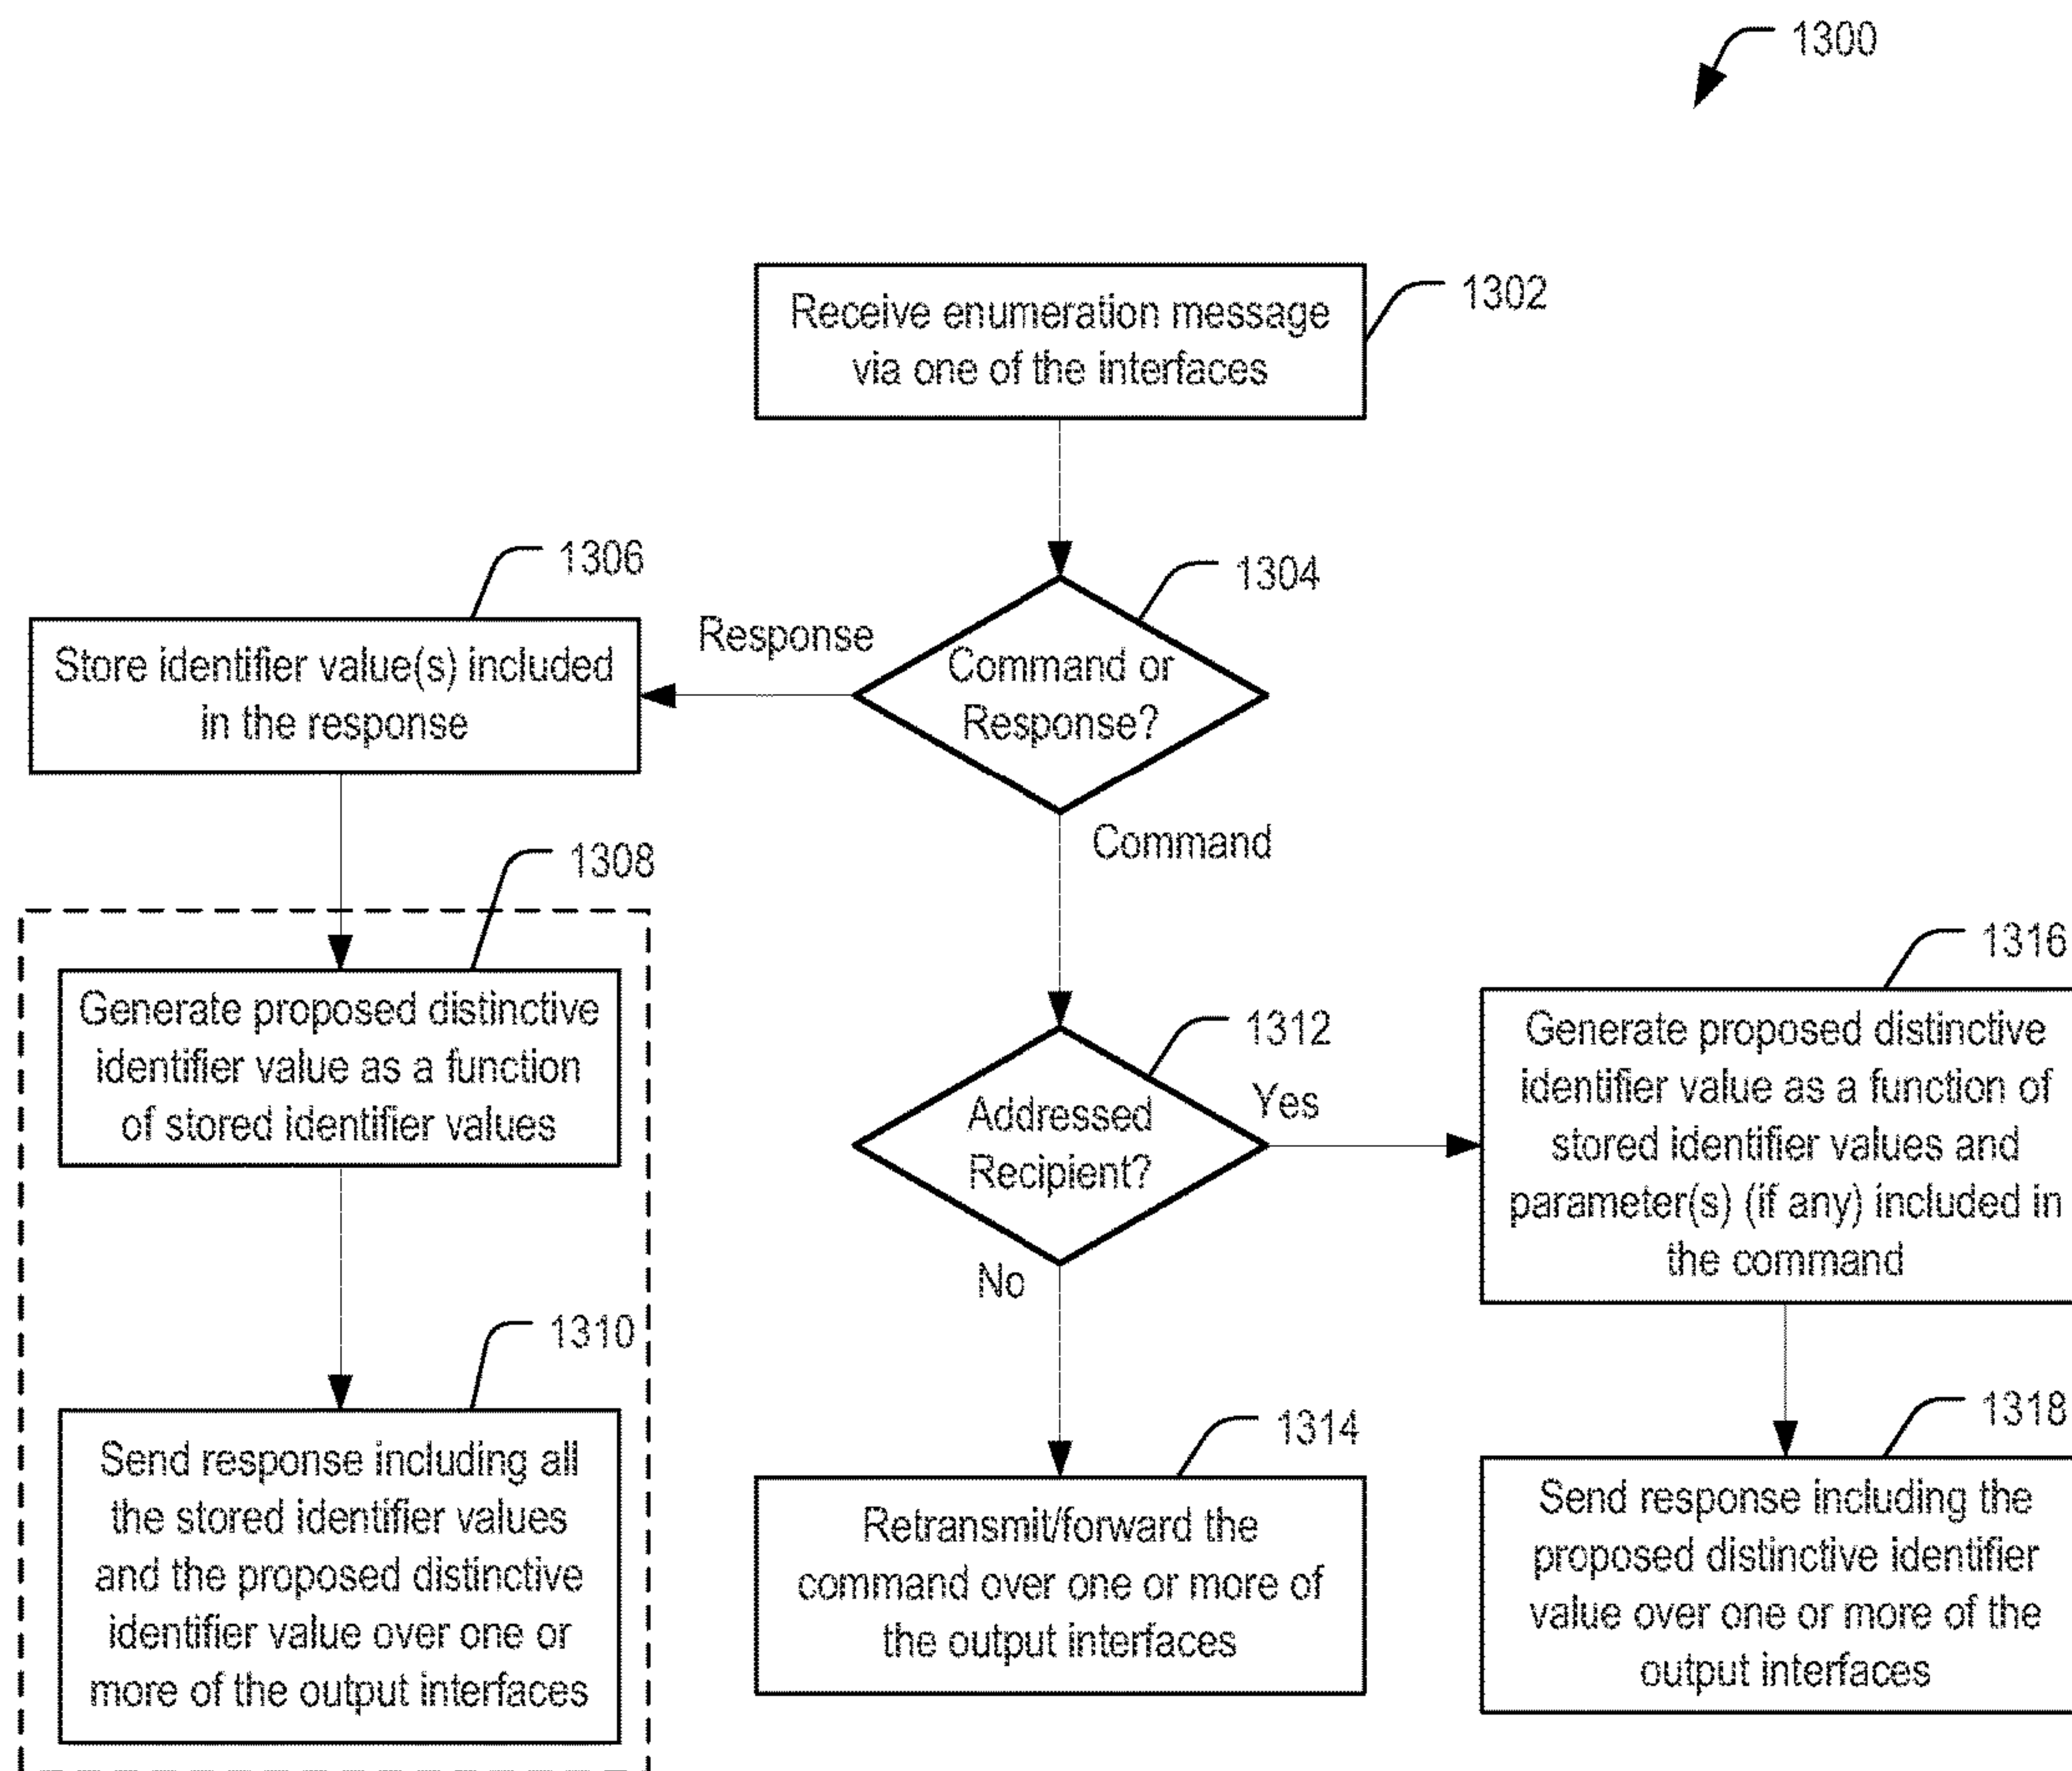 1300
Receive enumeration message
via one of the interfaces
1302
1304
Command or
Response?
Response
1306
Store identifier value(s) included
in the response
Command
1308
Generate proposed distinctive
identifier value as a function
of stored identifier values
1310
Send response including all
the stored identifier values
and the proposed distinctive
identifier value over one or
more of the output interfaces
1312
Addressed
Recipient?
Yes
No
1314
Retransmit/forward the
command over one or more of
the output interfaces
1316
Generate proposed distinctive
identifier value as a function of
stored identifier values and
parameter(s) (if any) included in
the command
1318
Send response including the
proposed distinctive identifier
value over one or more of the
output interfaces